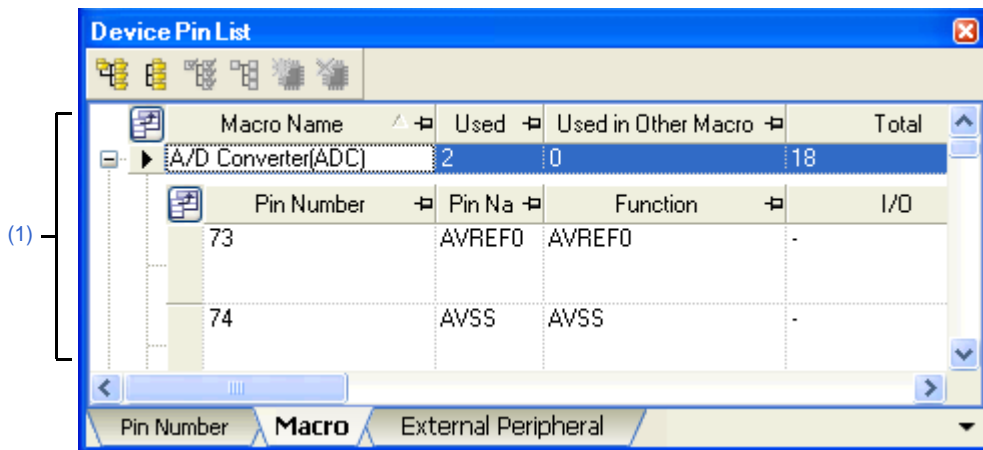 Device Pin List
Macro Name Used Used in Other Macro Total
A/D Converter(ADC) 2 0 18
Pin Number Pin Na Function I/O
(1)
73 AVREF0 AVREF0 -
74 AVSS AVSS -
Pin Number Macro External Peripheral